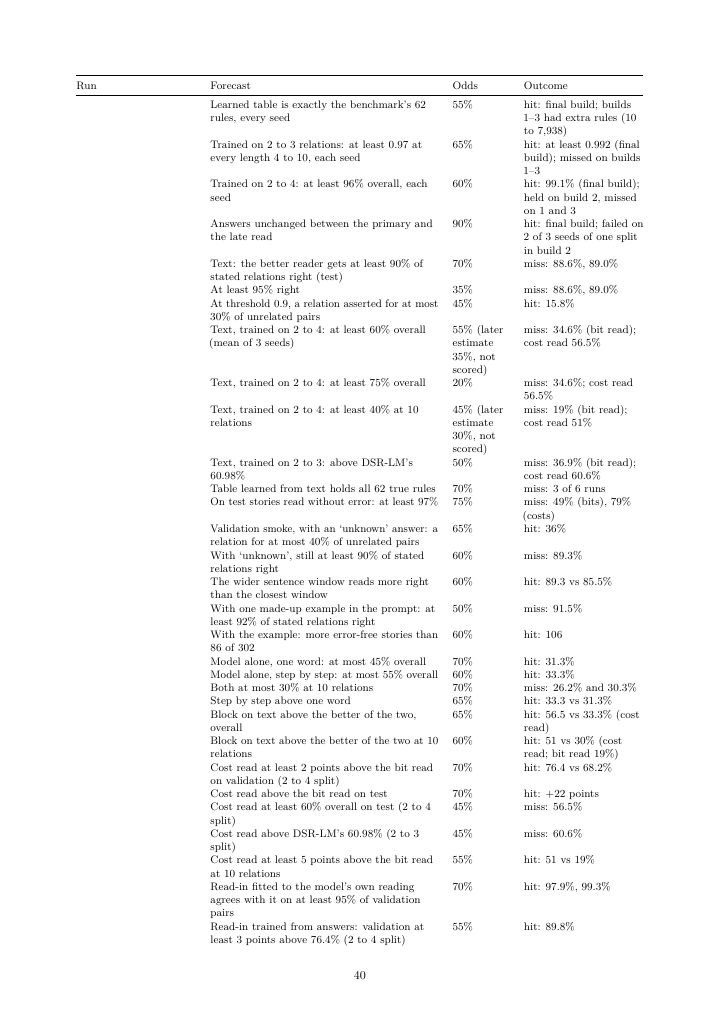 Run Forecast Odds Outcome
Learned table is exactly the benchmark's 62 55% hit: final build; builds
rules, every seed 1–3 had extra rules (10
to 7,938)
Trained on 2 to 3 relations: at least 0.97 at 65% hit: at least 0.992 (final
every length 4 to 10, each seed build); missed on builds
1–3
Trained on 2 to 4: at least 96% overall, each 60% hit: 99.1% (final build);
seed held on build 2, missed
on 1 and 3
Answers unchanged between the primary and 90% hit: final build; failed on
the late read 2 of 3 seeds of one split
in build 2
Text: the better reader gets at least 90% of 70% miss: 88.6%, 89.0%
stated relations right (test)
At least 95% right 35% miss: 88.6%, 89.0%
At threshold 0.9, a relation asserted for at most 45% hit: 15.8%
30% of unrelated pairs
Text, trained on 2 to 4: at least 60% overall 55% (later miss: 34.6% (bit read);
(mean of 3 seeds) estimate cost read 56.5%
35%, not
scored)
Text, trained on 2 to 4: at least 75% overall 20% miss: 34.6%; cost read
56.5%
Text, trained on 2 to 4: at least 40% at 10 45% (later miss: 19% (bit read);
relations estimate cost read 51%
30%, not
scored)
Text, trained on 2 to 3: above DSR-LM's 50% miss: 36.9% (bit read);
60.98% cost read 60.6%
Table learned from text holds all 62 true rules 70% miss: 3 of 6 runs
On test stories read without error: at least 97% 75% miss: 49% (bits), 79%
(costs)
Validation smoke, with an ‘unknown’ answer: a 65% hit: 36%
relation for at most 40% of unrelated pairs
With ‘unknown’, still at least 90% of stated 60% miss: 89.3%
relations right
The wider sentence window reads more right 60% hit: 89.3 vs 85.5%
than the closest window
With one made-up example in the prompt: at 50% miss: 91.5%
least 92% of stated relations right
With the example: more error-free stories than 60% hit: 106
86 of 302
Model alone, one word: at most 45% overall 70% hit: 31.3%
Model alone, step by step: at most 55% overall 60% hit: 33.3%
Both at most 30% at 10 relations 70% miss: 26.2% and 30.3%
Step by step above one word 65% hit: 33.3 vs 31.3%
Block on text above the better of the two, 65% hit: 56.5 vs 33.3% (cost
overall read)
Block on text above the better of the two at 10 60% hit: 51 vs 30% (cost
relations read; bit read 19%)
Cost read at least 2 points above the bit read 70% hit: 76.4 vs 68.2%
on validation (2 to 4 split)
Cost read above the bit read on test 70% hit: +22 points
Cost read at least 60% overall on test (2 to 4 45% miss: 56.5%
split)
Cost read above DSR-LM's 60.98% (2 to 3 45% miss: 60.6%
split)
Cost read at least 5 points above the bit read 55% hit: 51 vs 19%
at 10 relations
Read-in fitted to the model's own reading 70% hit: 97.9%, 99.3%
agrees with it on at least 95% of validation
pairs
Read-in trained from answers: validation at 55% hit: 89.8%
least 3 points above 76.4% (2 to 4 split)
40